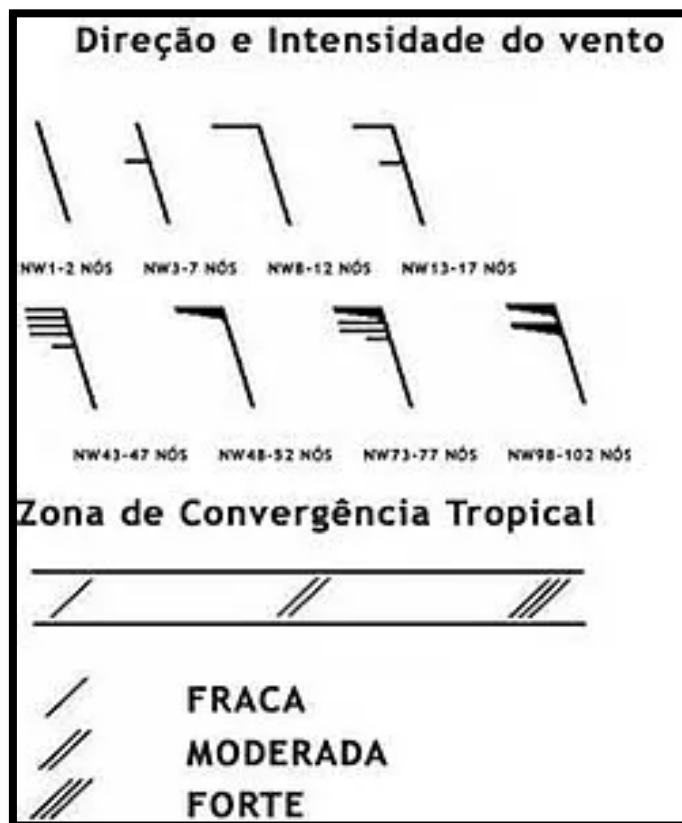 Direção e Intensidade do vento
NW1-2 NÓS NW3-7 NÓS NW8-12 NÓS NW13-17 NÓS
NW43-47 NÓS NW48-52 NÓS NW73-77 NÓS NW98-102 NÓS
Zona de Convergência Tropical
FRACA
MODERADA
FORTE